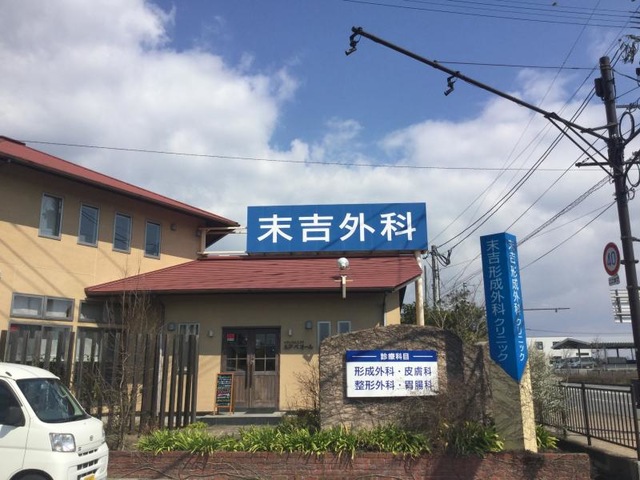 末吉外科
末吉形成外科クリニック
診療科目
形成外科・皮膚科
整形外科・胃腸科
40